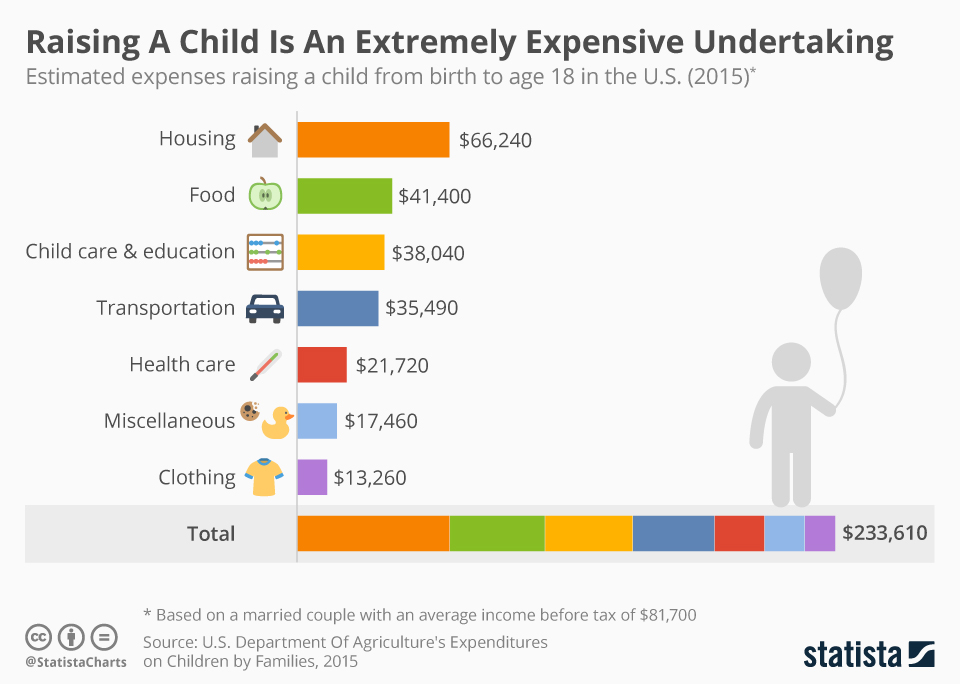 Raising A Child Is An Extremely Expensive Undertaking
Estimated expenses raising a child from birth to age 18 in the U.S. (2015)*
Housing $66,240
Food $41,400
Child care & education $38,040
Transportation $35,490
Health care $21,720
Miscellaneous $17,460
Clothing $13,260
Total $233,610
* Based on a married couple with an average income before tax of $81,700
Source: U.S. Department Of Agriculture's Expenditures
on Children by Families, 2015
cc
@StatistaCharts
statista